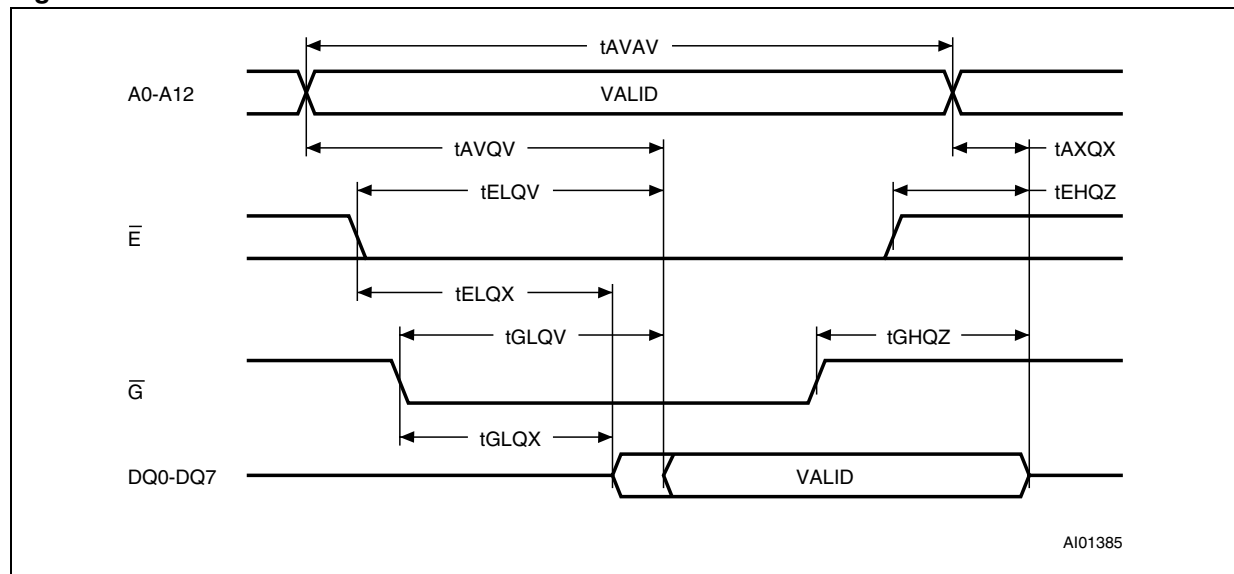 tAVAV
A0-A12
VALID
tAVQV
tAXQX
tELQV
tEHQZ
E̅
tELQX
tGLQV
tGHQZ
G̅
tGLQX
DQ0-DQ7
VALID
AI01385